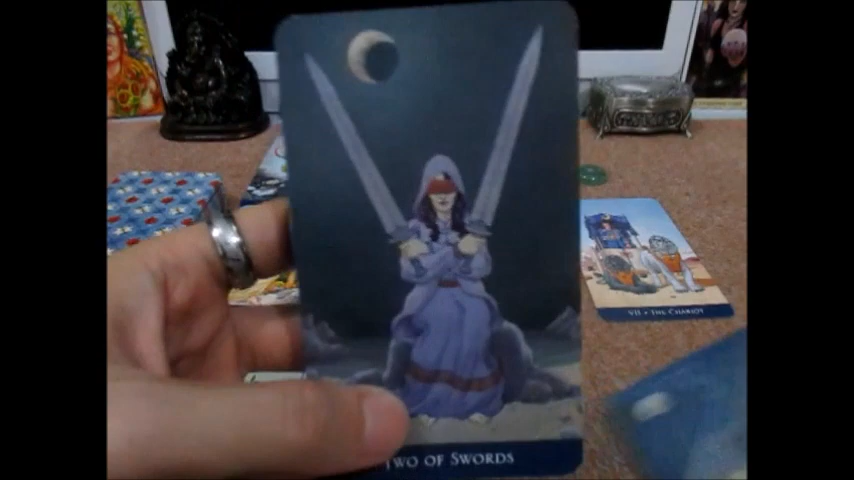 TWO OF SWORDS
VII • THE CHARIOT